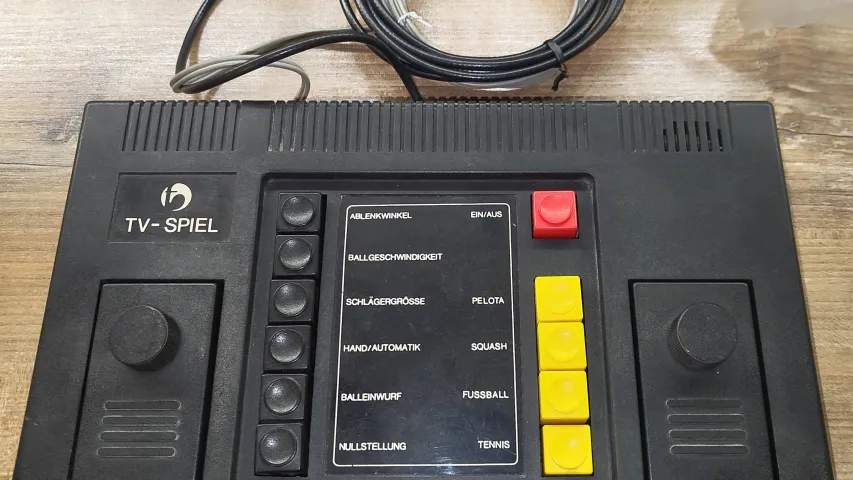 TV-SPIEL
ABLENKWINKEL EIN/AUS
BALLGESCHWINDIGKEIT
SCHLÄGERGRÖSSE PELOTA
HAND/AUTOMATIK SQUASH
BALLEINWURF FUSSBALL
NULLSTELLUNG TENNIS